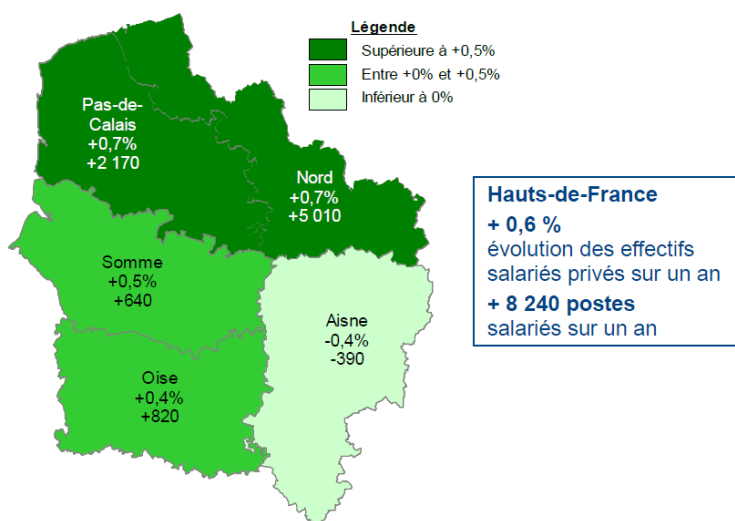 Légende
Supérieure à +0,5%
Entre +0% et +0,5%
Inférieur à 0%
Pas-de-
Calais
+0,7%
+2 170
Nord
+0,7%
+5 010
Somme
+0,5%
+640
Aisne
-0,4%
-390
Oise
+0,4%
+820
Hauts-de-France
+ 0,6 %
évolution des effectifs
salariés privés sur un an
+ 8 240 postes
salariés sur un an